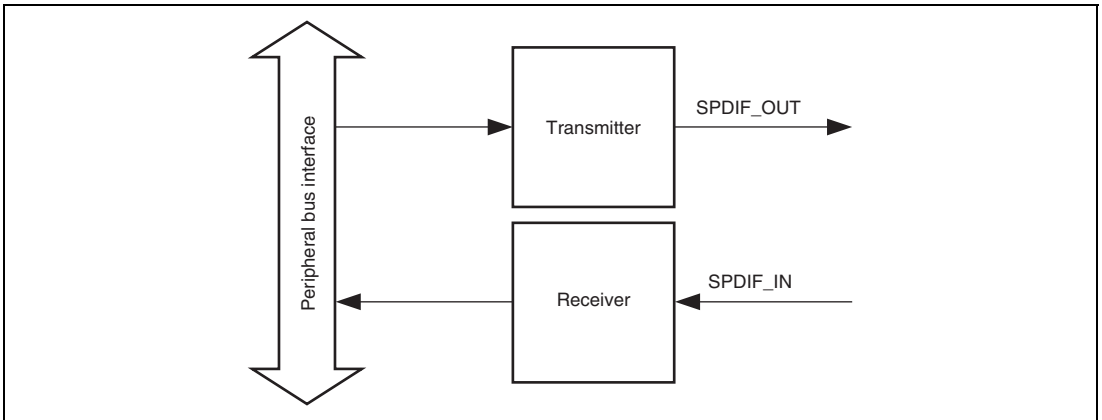 Peripheral bus interface
Transmitter
SPDIF_OUT
Receiver
SPDIF_IN